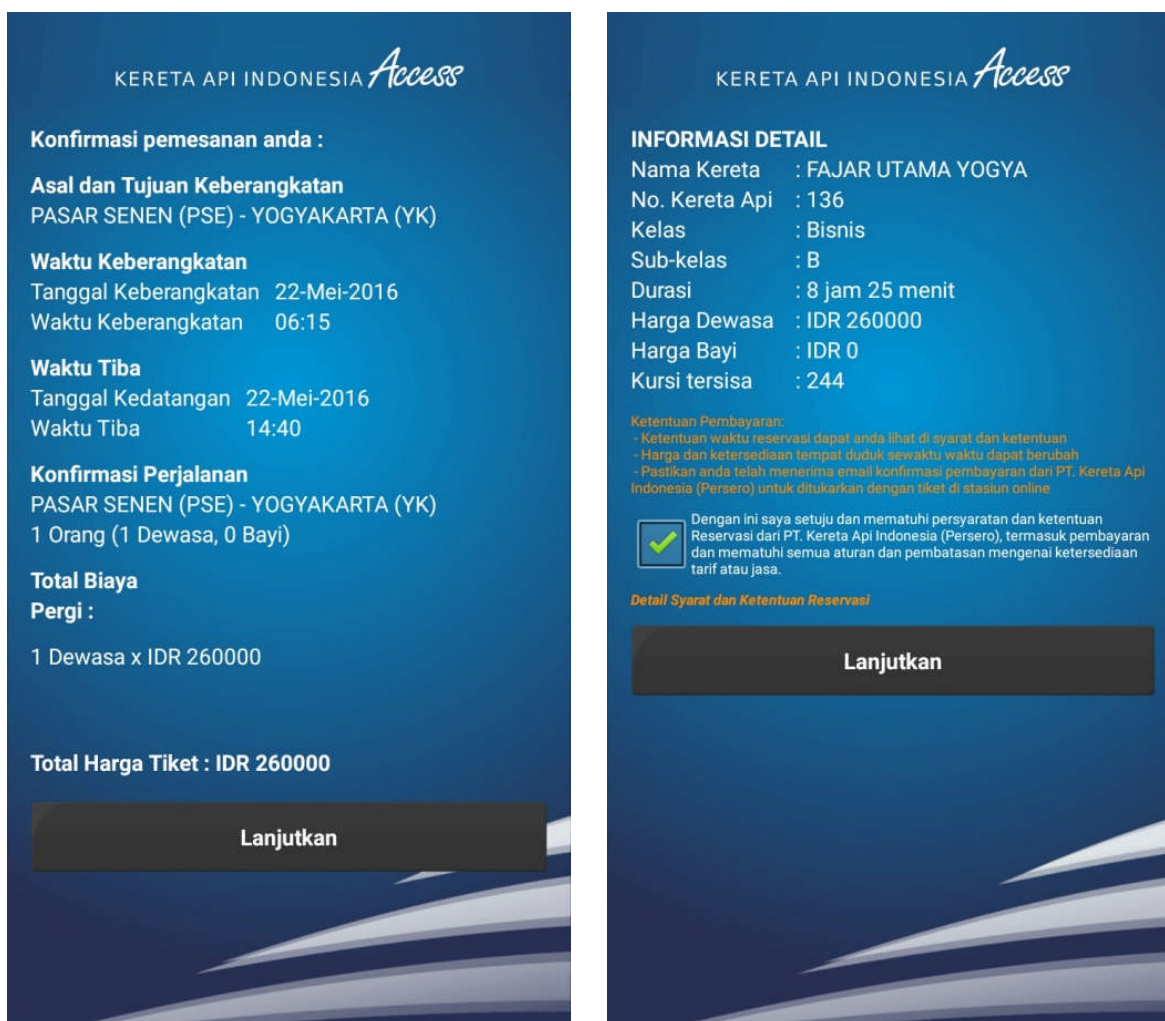 KERETA API INDONESIA Access
Konfirmasi pemesanan anda :
Asal dan Tujuan Keberangkatan
PASAR SENEN (PSE) - YOGYAKARTA (YK)
Waktu Keberangkatan
Tanggal Keberangkatan 22-Mei-2016
Waktu Keberangkatan 06:15
Waktu Tiba
Tanggal Kedatangan 22-Mei-2016
Waktu Tiba 14:40
Konfirmasi Perjalanan
PASAR SENEN (PSE) - YOGYAKARTA (YK)
1 Orang (1 Dewasa, 0 Bayi)
Total Biaya
Pergi :
1 Dewasa x IDR 260000
Total Harga Tiket : IDR 260000
Lanjutkan
KERETA API INDONESIA Access
INFORMASI DETAIL
Nama Kereta : FAJAR UTAMA YOGYA
No. Kereta Api : 136
Kelas : Bisnis
Sub-kelas : B
Durasi : 8 jam 25 menit
Harga Dewasa : IDR 260000
Harga Bayi : IDR 0
Kursi tersisa : 244
Ketentuan Pembayaran:
- Ketentuan waktu reservasi dapat anda lihat di syarat dan ketentuan
- Harga dan ketersediaan tempat duduk sewaktu waktu dapat berubah
- Pastikan anda telah menerima email konfirmasi pembayaran dari PT. Kereta Api
Indonesia (Persero) untuk ditukarkan dengan tiket di stasiun online
Dengan ini saya setuju dan mematuhi persyaratan dan ketentuan
Reservasi dari PT. Kereta Api Indonesia (Persero), termasuk pembayaran
dan mematuhi semua aturan dan pembatasan mengenai ketersediaan
tarif atau jasa.
Detail Syarat dan Ketentuan Reservasi
Lanjutkan